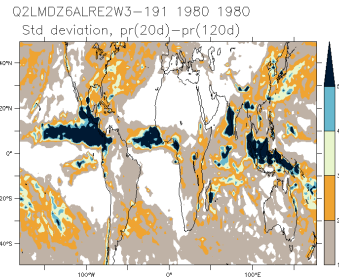 Q2LMDZ6ALRE2W3-191 1980 1980
Std deviation, pr(20d)-pr(120d)
40°N
20°N
0°
20°S
40°S
100°W 0° 100°E
5
4
3
2
1